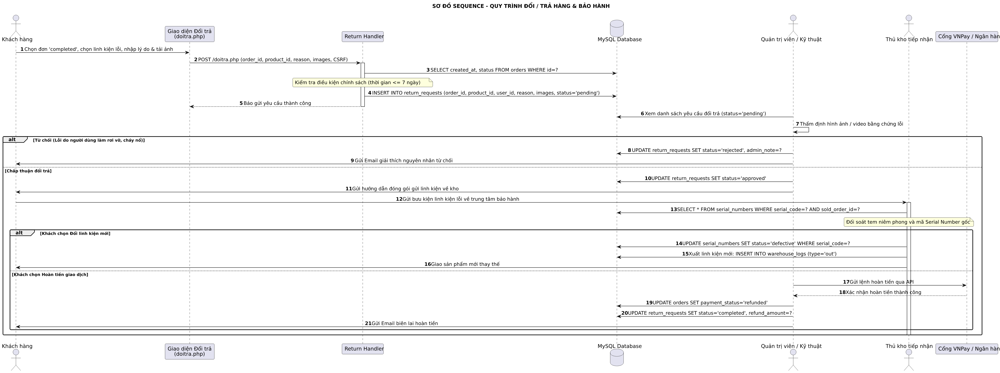 SƠ ĐỒ SEQUENCE - QUY TRÌNH ĐỔI / TRẢ HÀNG & BẢO HÀNH
Khách hàng
Giao diện Đổi trả
(doitra.php)
Return Handler
MySQL Database
Quản trị viên / Kỹ thuật
Thủ kho tiếp nhận
Cổng VNPay / Ngân hàn
1 Chọn đơn 'completed', chọn linh kiện lỗi, nhập lý do & tải ảnh
2 POST /doitra.php (order_id, product_id, reason, images, CSRF)
3 SELECT created_at, status FROM orders WHERE id=?
Kiểm tra điều kiện chính sách (thời gian <= 7 ngày)
4 INSERT INTO return_requests (order_id, product_id, user_id, reason, images, status='pending')
5 Báo gửi yêu cầu thành công
6 Xem danh sách yêu cầu đổi trả (status='pending')
7 Thẩm định hình ảnh / video bằng chứng lỗi
alt [Từ chối (Lỗi do người dùng làm rơi vỡ, cháy nổ)]
8 UPDATE return_requests SET status='rejected', admin_note=?
9 Gửi Email giải thích nguyên nhân từ chối
[Chấp thuận đổi trả]
10 UPDATE return_requests SET status='approved'
11 Gửi hướng dẫn đóng gói gửi linh kiện về kho
12 Gửi bưu kiện linh kiện lỗi về trung tâm bảo hành
13 SELECT * FROM serial_numbers WHERE serial_code=? AND sold_order_id=?
Đối soát tem niêm phong và mã Serial Number gốc
alt [Khách chọn Đổi linh kiện mới]
14 UPDATE serial_numbers SET status='defective' WHERE serial_code=?
15 Xuất linh kiện mới: INSERT INTO warehouse_logs (type='out')
16 Giao sản phẩm mới thay thế
[Khách chọn Hoàn tiền giao dịch]
17 Gửi lệnh hoàn tiền qua API
18 Xác nhận hoàn tiền thành công
19 UPDATE orders SET payment_status='refunded'
20 UPDATE return_requests SET status='completed', refund_amount=?
21 Gửi Email biên lai hoàn tiền
Khách hàng
Giao diện Đổi trả
(doitra.php)
Return Handler
MySQL Database
Quản trị viên / Kỹ thuật
Thủ kho tiếp nhận
Cổng VNPay / Ngân hàn